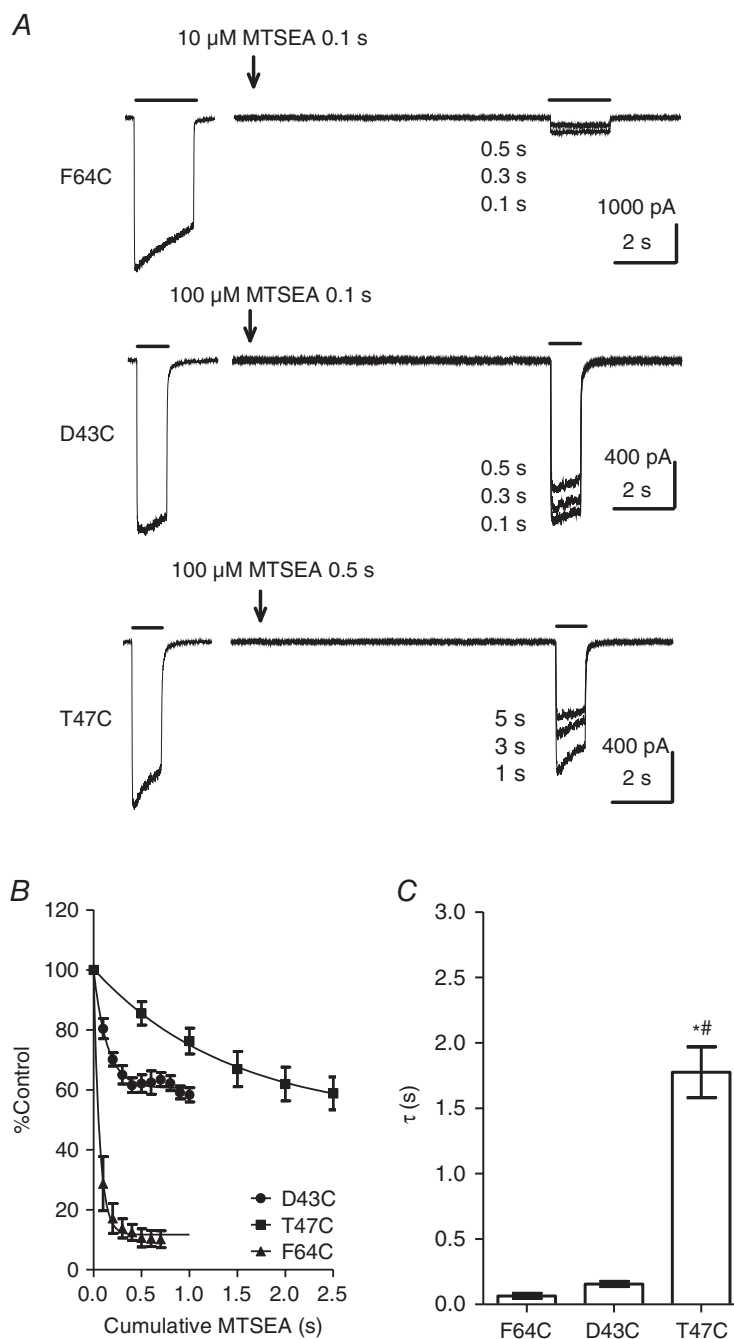 A
10 µM MTSEA 0.1 s
F64C
0.5 s
0.3 s
0.1 s
1000 pA
2 s
100 µM MTSEA 0.1 s
D43C
0.5 s
0.3 s
0.1 s
400 pA
2 s
100 µM MTSEA 0.5 s
T47C
5 s
3 s
1 s
400 pA
2 s
B
120
100
80
60
40
20
0
%Control
D43C
T47C
F64C
0.0 0.5 1.0 1.5 2.0 2.5
Cumulative MTSEA (s)
C
3.0
2.5
2.0
1.5
1.0
0.5
0.0
τ (s)
*#
F64C D43C T47C